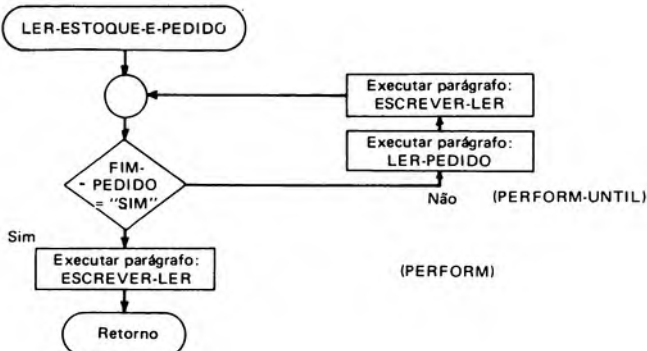 LER-ESTOQUE-E-PEDIDO
Executar parágrafo:
ESCREVER-LER
Executar parágrafo:
LER-PEDIDO
FIM-
- PEDIDO
= "SIM"
Não (PERFORM-UNTIL)
Sim
Executar parágrafo:
ESCREVER-LER
(PERFORM)
Retorno